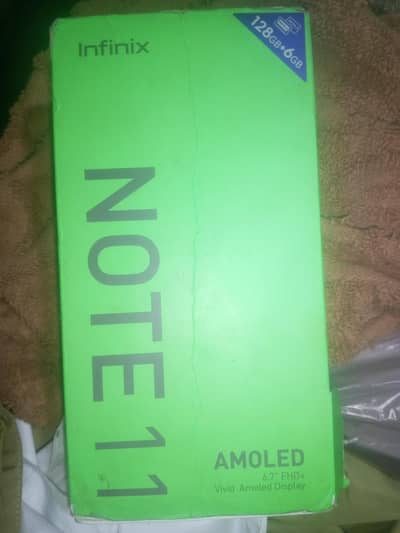 Infinix
128GB+6GB
NOTE 11
AMOLED
6.7" FHD+
Vivid Amoled Display